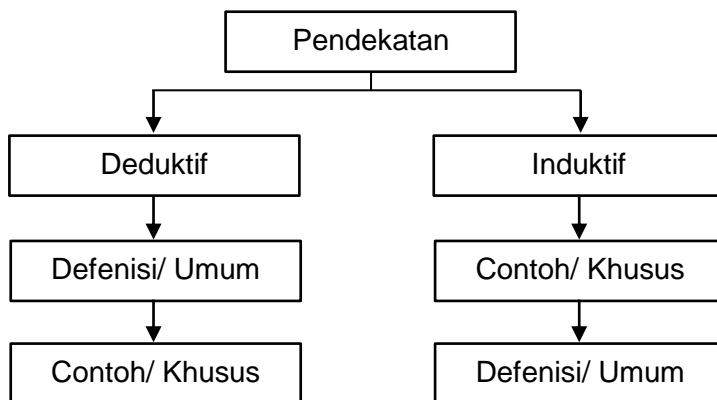 Pendekatan
Deduktif
Induktif
Defenisi/ Umum
Contoh/ Khusus
Contoh/ Khusus
Defenisi/ Umum